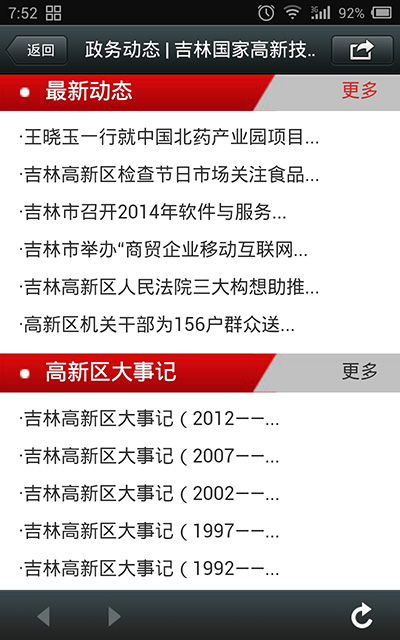 7:52 3G 92%
返回 政务动态 | 吉林国家高新技..
最新动态 更多
·王晓玉一行就中国北药产业园项目...
·吉林高新区检查节日市场关注食品...
·吉林市召开2014年软件与服务...
·吉林市举办“商贸企业移动互联网...
·吉林高新区人民法院三大构想助推...
·高新区机关干部为156户群众送...
高新区大事记 更多
·吉林高新区大事记（2012——...
·吉林高新区大事记（2007——...
·吉林高新区大事记（2002——...
·吉林高新区大事记（1997——...
·吉林高新区大事记（1992——...